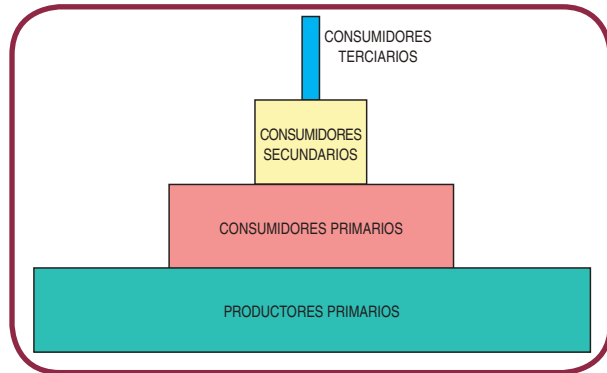 CONSUMIDORES
TERCIARIOS
CONSUMIDORES
SECUNDARIOS
CONSUMIDORES PRIMARIOS
PRODUCTORES PRIMARIOS